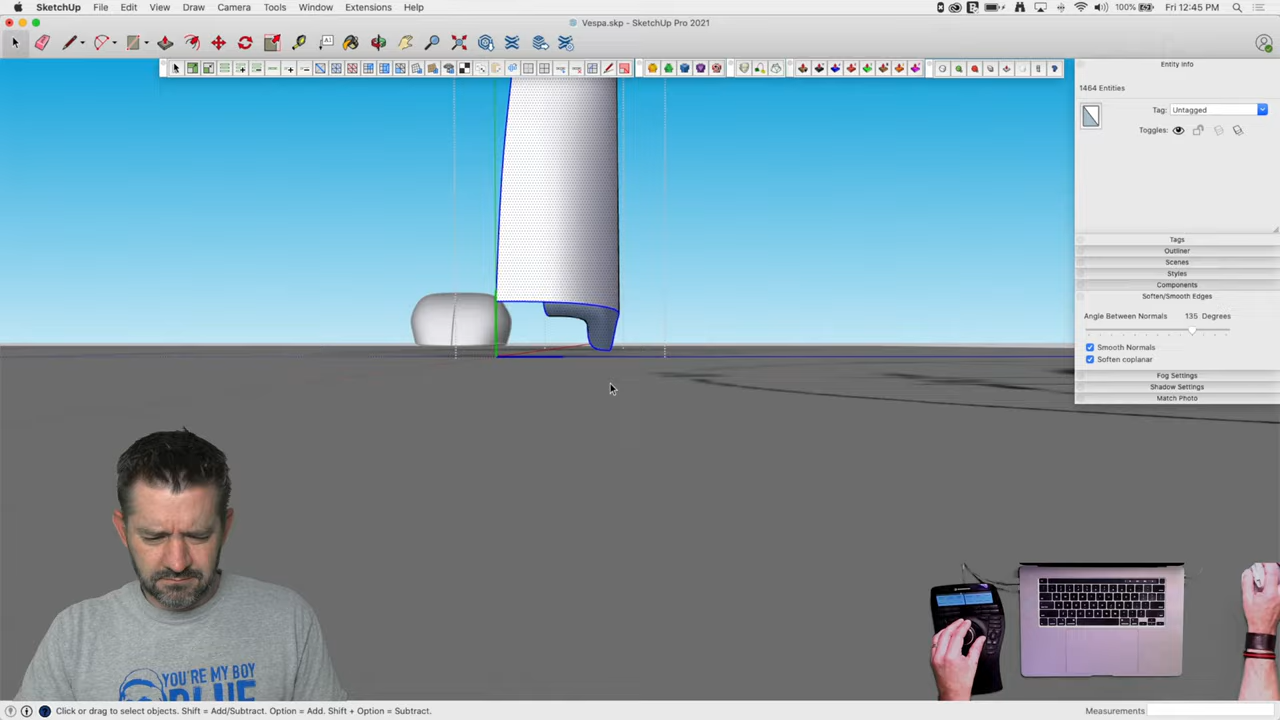 SketchUp File Edit View Draw Camera Tools Window Extensions Help
100% Fri 12:45 PM
Vespa.skp - SketchUp Pro 2021
Entity Info
1464 Entities
Tag: Untagged
Toggles:
Tags
Outliner
Scenes
Styles
Components
Soften/Smooth Edges
Angle Between Normals 135 Degrees
Smooth Normals
Soften coplanar
Fog Settings
Shadow Settings
Match Photo
YOU'RE MY BOY
BLUE
Click or drag to select objects. Shift = Add/Subtract. Option = Add. Shift + Option = Subtract.
Measurements